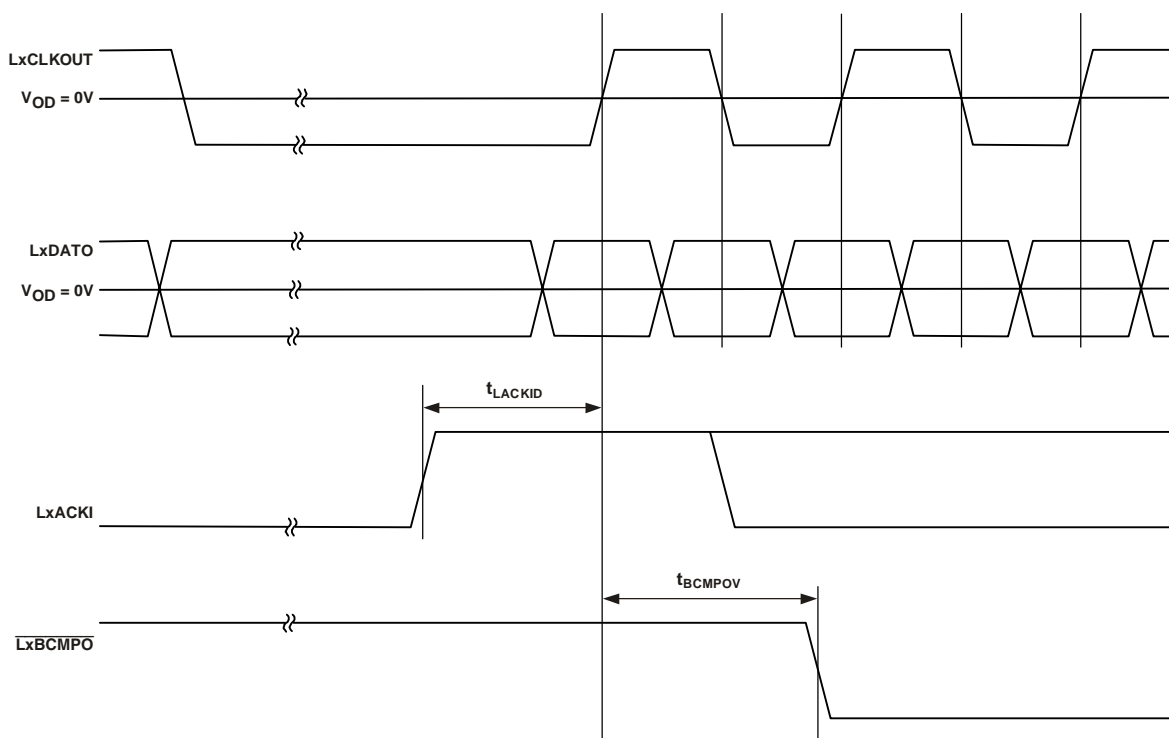 LxCLKOUT
VOD = 0V
LxDATO
VOD = 0V
tLACKID
LxACKI
tBCMPOV
LxBCMPO